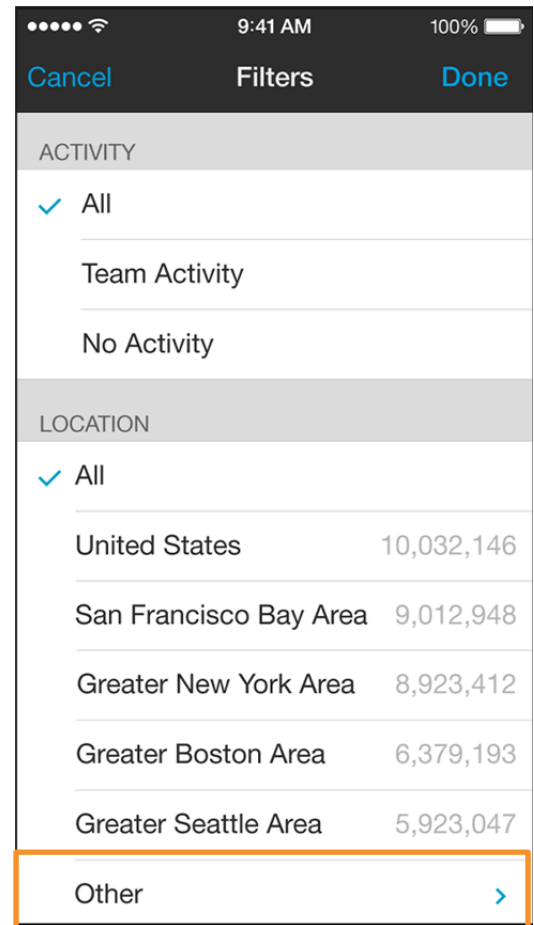 9:41 AM 100%
Cancel Filters Done
ACTIVITY
All
Team Activity
No Activity
LOCATION
All
United States 10,032,146
San Francisco Bay Area 9,012,948
Greater New York Area 8,923,412
Greater Boston Area 6,379,193
Greater Seattle Area 5,923,047
Other